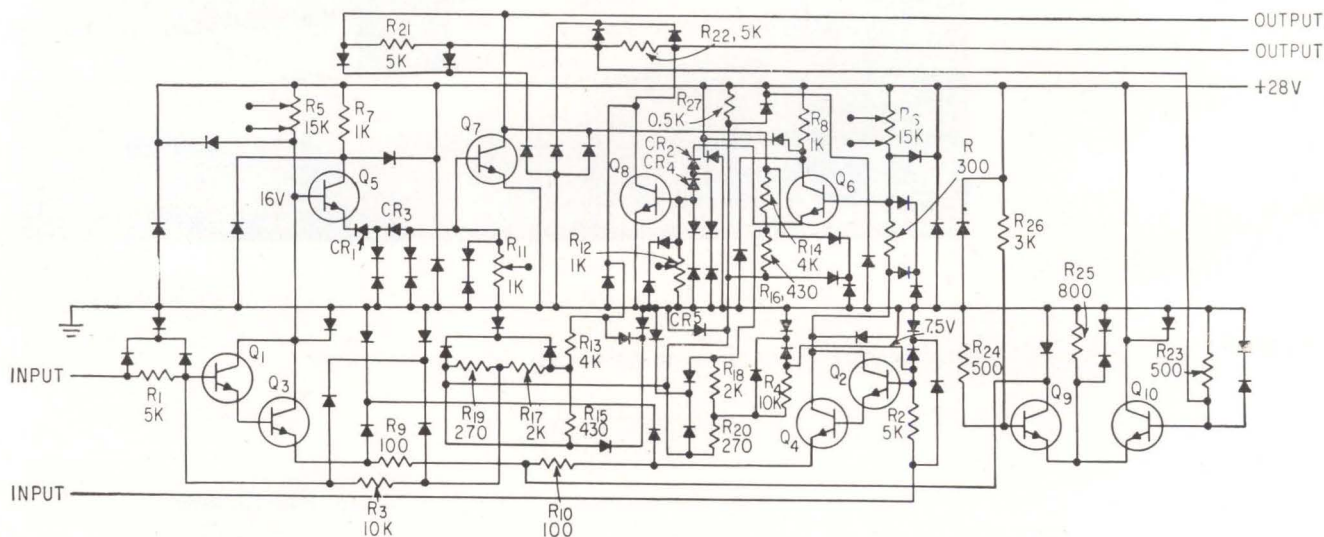 OUTPUT
R21
5K
R22, 5K
OUTPUT
+28V
R5
15K
R7
1K
Q7
R27
0.5K
R8
1K
15K
R
300
Q5
Q8
CR2
CR4
Q6
16V
CR1
CR3
R11
1K
R12
1K
R14
4K
R16, 430
R26
3K
R25
800
CR5
7.5V
INPUT
R1
5K
Q1
Q3
R13
4K
R18
2K
R4
10K
Q2
R24
500
R23
500
R19
270
R17
2K
R15
430
R20
270
Q4
R2
5K
Q9
Q10
R9
100
INPUT
R3
10K
R10
100